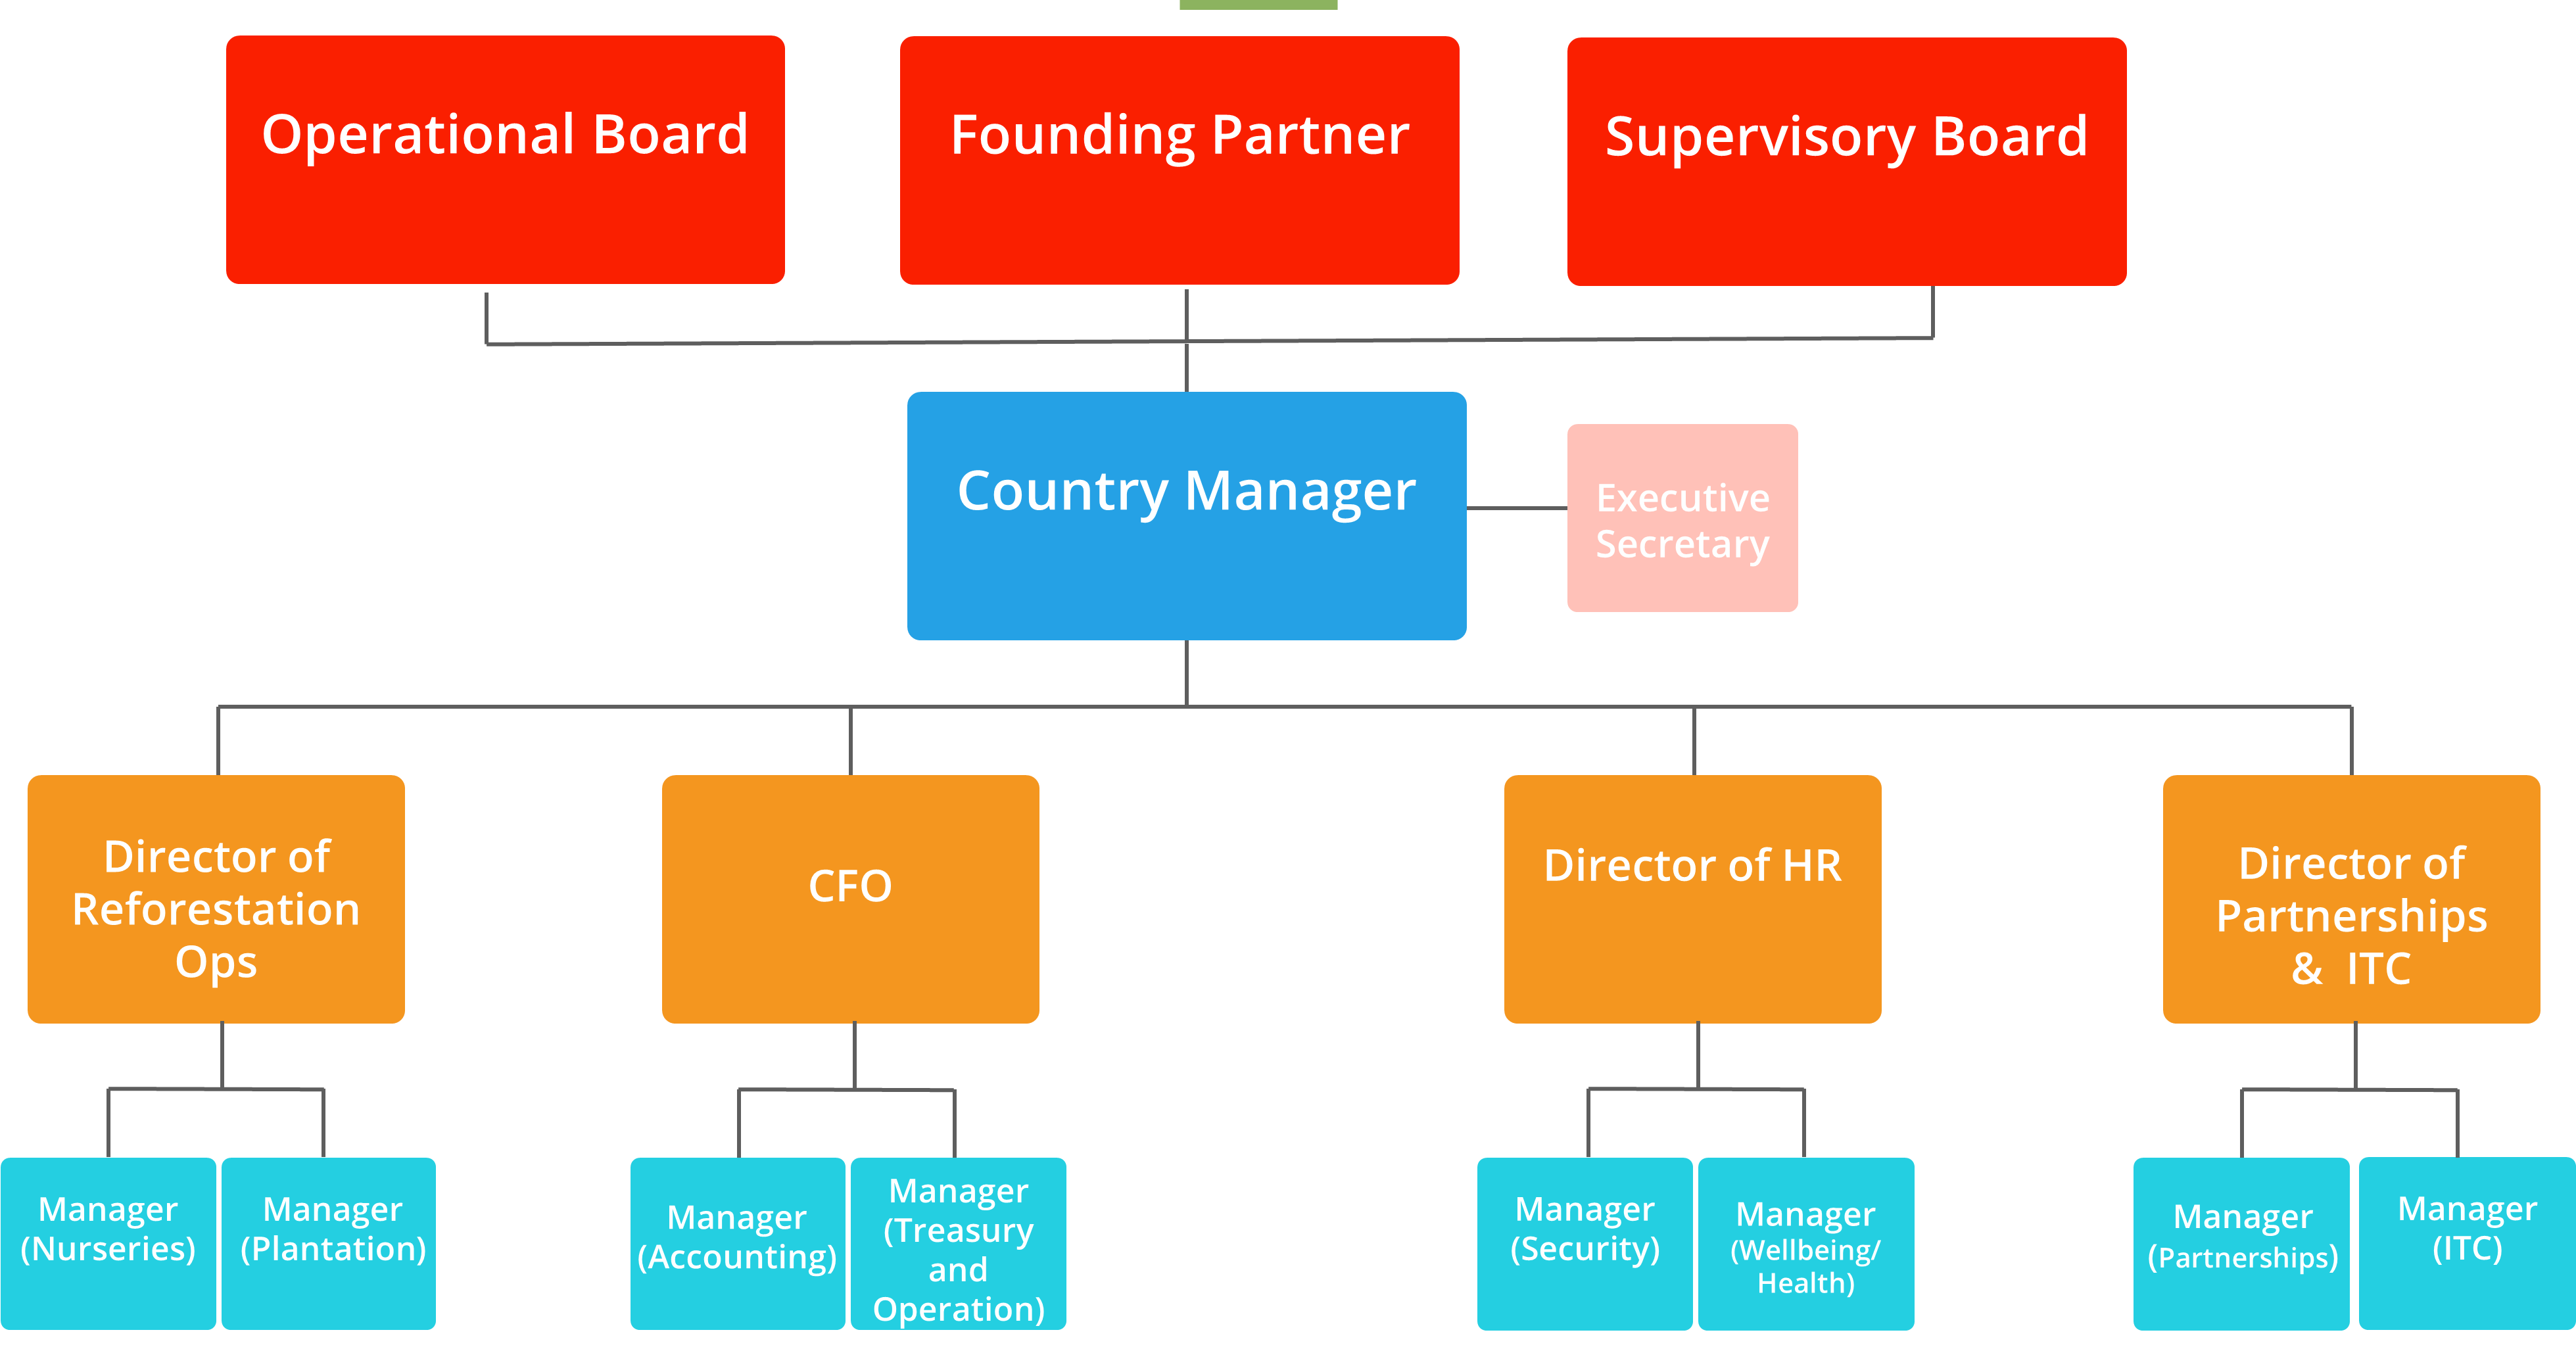 Operational Board
Founding Partner
Supervisory Board
Country Manager
Executive
Secretary
Director of
Reforestation
Ops
CFO
Director of HR
Director of
Partnerships
& ITC
Manager
(Nurseries)
Manager
(Plantation)
Manager
(Accounting)
Manager
(Treasury
and
Operation)
Manager
(Security)
Manager
(Wellbeing/
Health)
Manager
(Partnerships)
Manager
(ITC)